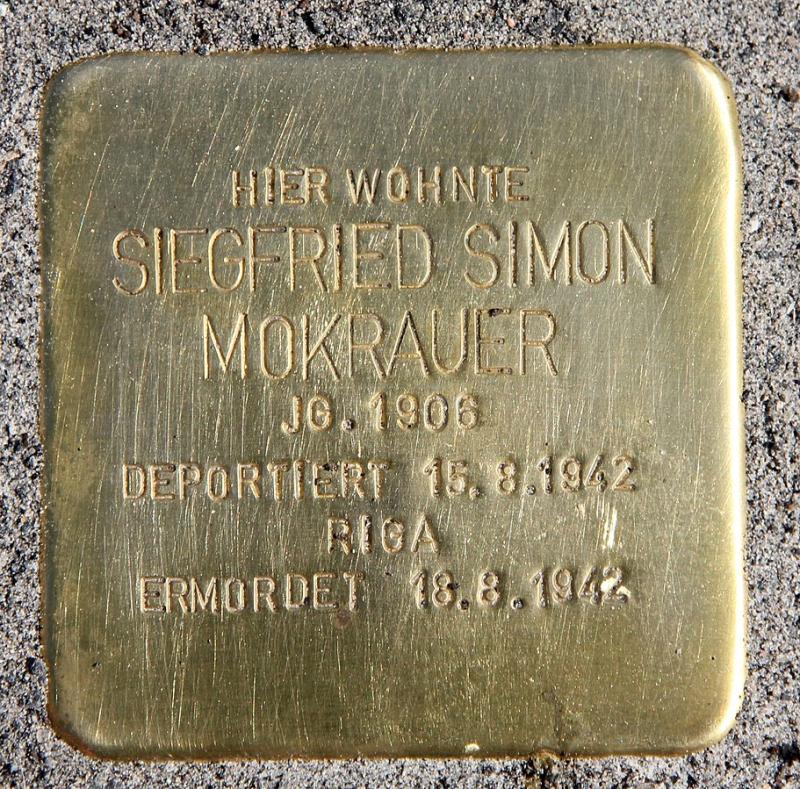 HIER WOHNTE
SIEGFRIED SIMON
MOKRAUER
JG. 1906
DEPORTIERT 15.8.1942
RIGA
ERMORDET 18.8.1942